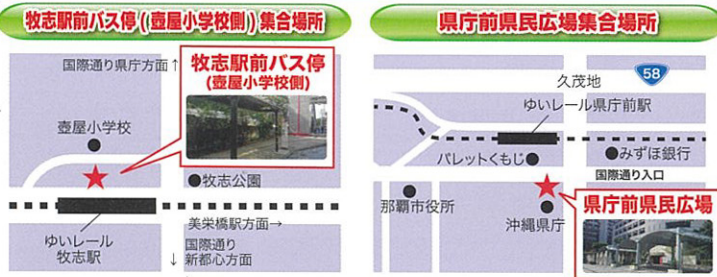 牧志駅前バス停(壺屋小学校側)集合場所
国際通り県庁方面↑
牧志駅前バス停
(壺屋小学校側)
壺屋小学校
牧志公園
美栄橋駅方面→
ゆいレール
牧志駅
国際通り
↓ 新都心方面
県庁前県民広場集合場所
58
久茂地
ゆいレール県庁前駅
パレットくもじ
みずほ銀行
国際通り入口
那覇市役所
沖縄県庁
県庁前県民広場